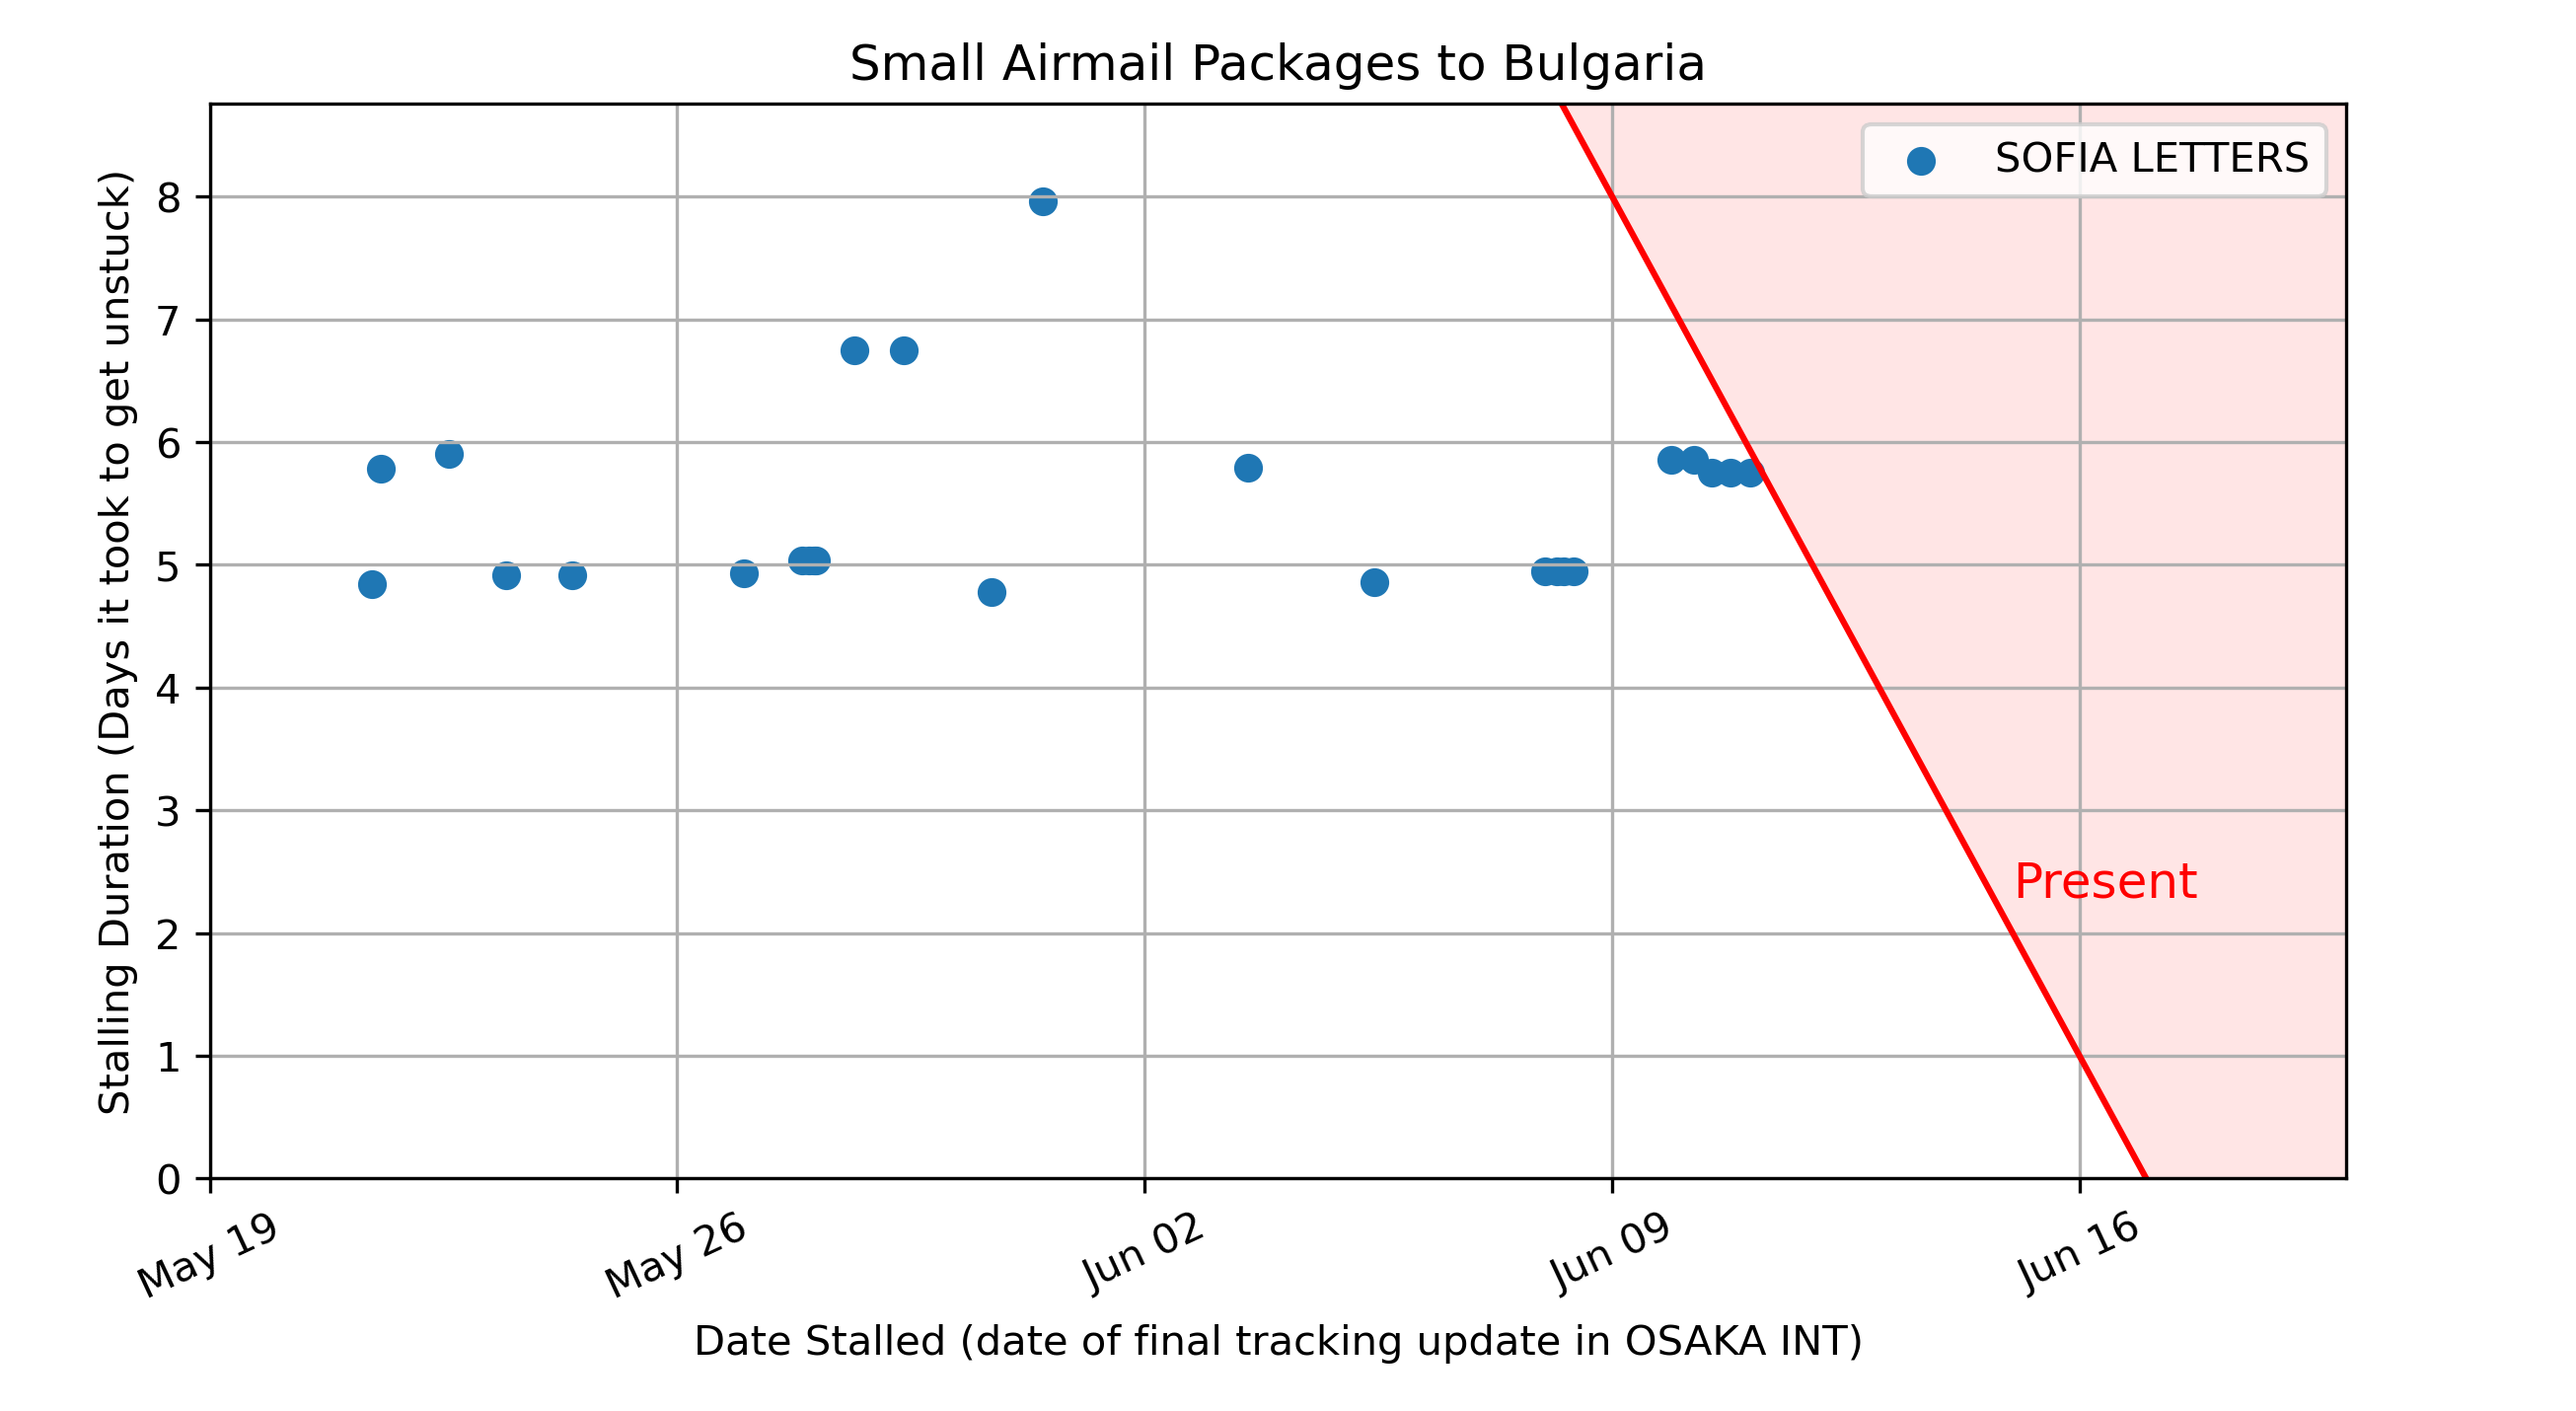 Small Airmail Packages to Bulgaria
SOFIA LETTERS
Stalling Duration (Days it took to get unstuck)
8
7
6
5
4
3
2
1
0
Present
May 19
May 26
Jun 02
Jun 09
Jun 16
Date Stalled (date of final tracking update in OSAKA INT)